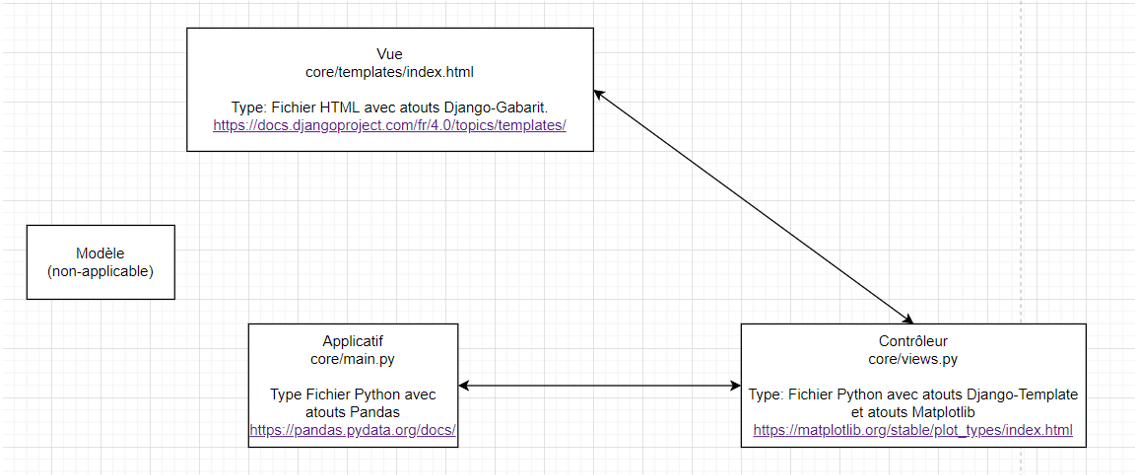 Vue
core/templates/index.html
Type: Fichier HTML avec atouts Django-Gabarit.
https://docs.djangoproject.com/fr/4.0/topics/templates/
Modèle
(non-applicable)
Applicatif
core/main.py
Type Fichier Python avec
atouts Pandas
https://pandas.pydata.org/docs/
Contrôleur
core/views.py
Type: Fichier Python avec atouts Django-Template
et atouts Matplotlib
https://matplotlib.org/stable/plot_types/index.html